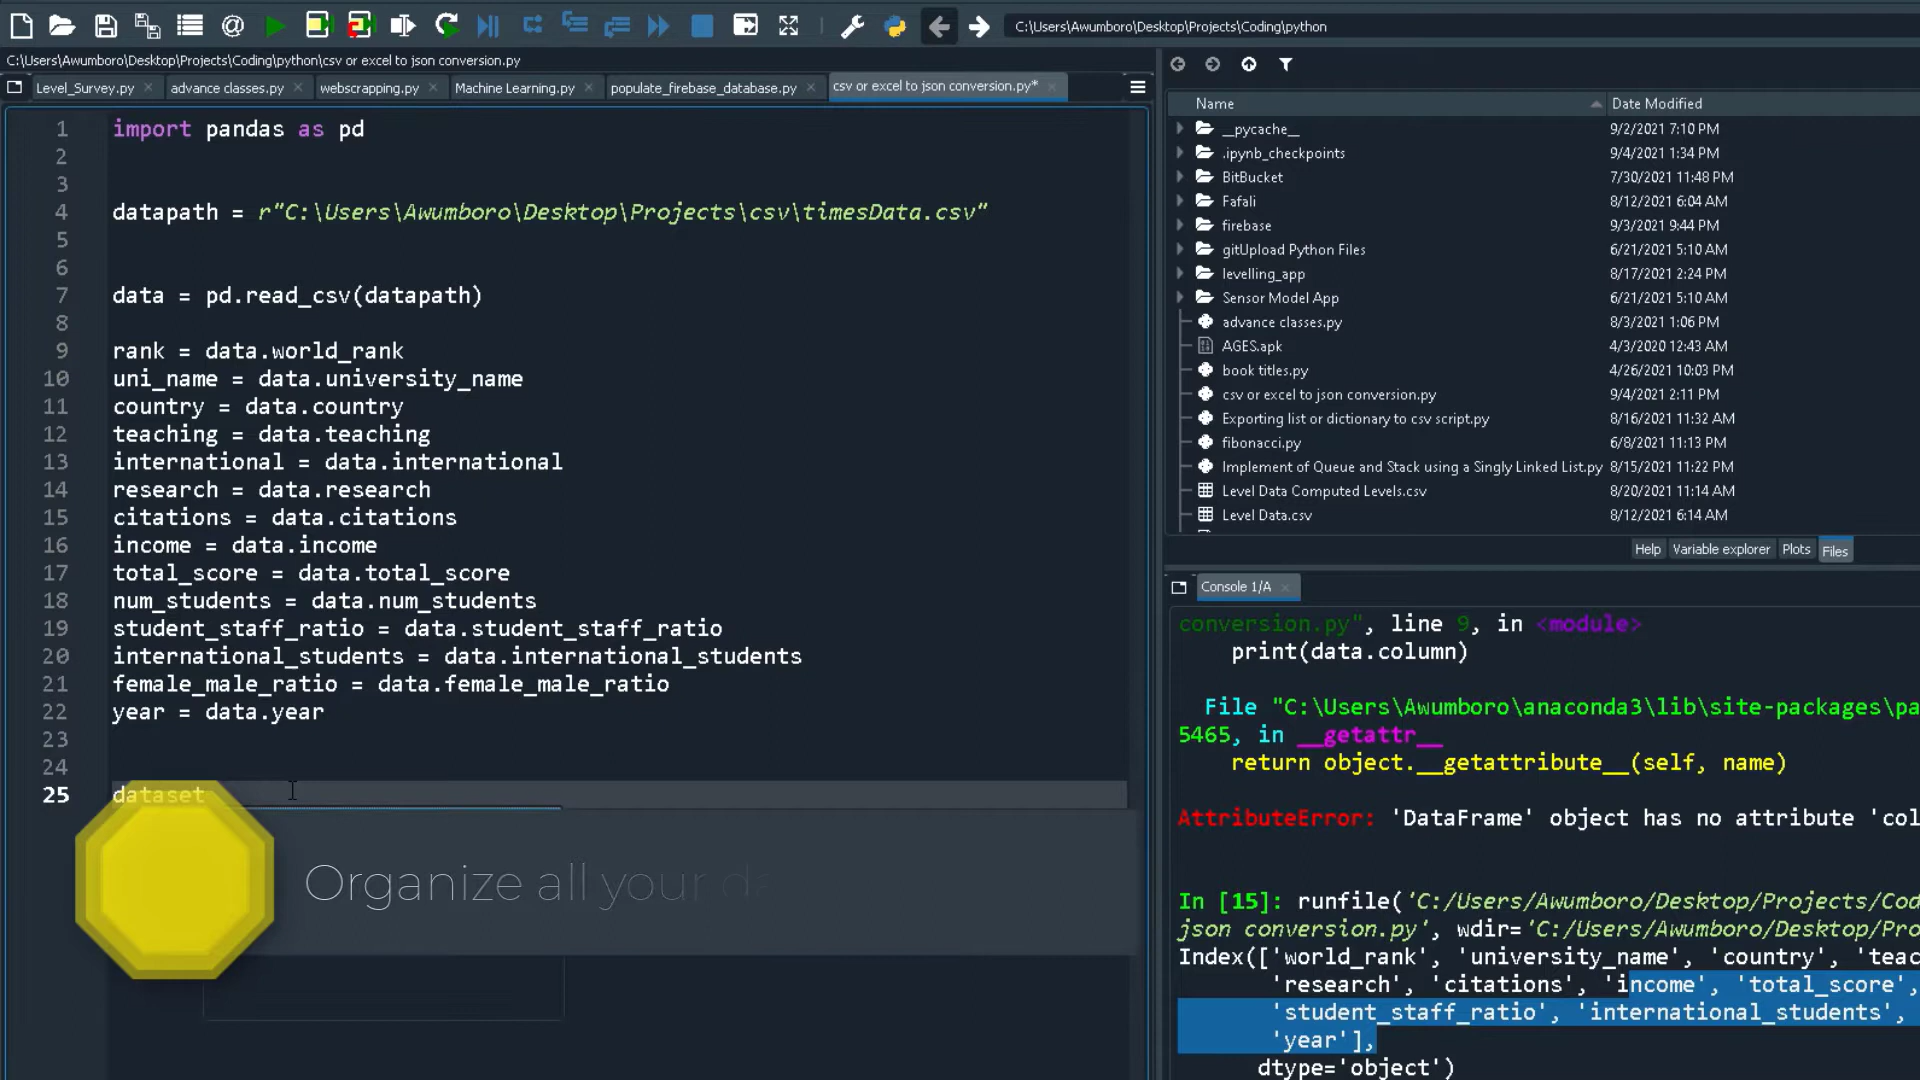 C:\Users\Awumboro\Desktop\Projects\Coding\python
C:\Users\Awumboro\Desktop\Projects\Coding\python\csv or excel to json conversion.py
Level_Survey.py
advance classes.py
webscrapping.py
Machine Learning.py
populate_firebase_database.py
csv or excel to json conversion.py*
1 import pandas as pd
2
3
4 datapath = r"C:\Users\Awumboro\Desktop\Projects\csv\timesData.csv"
5
6
7 data = pd.read_csv(datapath)
8
9 rank = data.world_rank
10 uni_name = data.university_name
11 country = data.country
12 teaching = data.teaching
13 international = data.international
14 research = data.research
15 citations = data.citations
16 income = data.income
17 total_score = data.total_score
18 num_students = data.num_students
19 student_staff_ratio = data.student_staff_ratio
20 international_students = data.international_students
21 female_male_ratio = data.female_male_ratio
22 year = data.year
23
24
25 dataset
Organize all your
Name Date Modified
__pycache__ 9/2/2021 7:10 PM
.ipynb_checkpoints 9/4/2021 1:34 PM
BitBucket 7/30/2021 11:48 PM
Fafali 8/12/2021 6:04 AM
firebase 9/3/2021 9:44 PM
gitUpload Python Files 6/21/2021 5:10 AM
levelling_app 8/17/2021 2:24 PM
Sensor Model App 6/21/2021 5:10 AM
advance classes.py 8/3/2021 1:06 PM
AGES.apk 4/3/2020 12:43 AM
book titles.py 4/26/2021 10:03 PM
csv or excel to json conversion.py 9/4/2021 2:11 PM
Exporting list or dictionary to csv script.py 8/16/2021 11:32 AM
fibonacci.py 6/8/2021 11:13 PM
Implement of Queue and Stack using a Singly Linked List.py 8/15/2021 11:22 PM
Level Data Computed Levels.csv 8/20/2021 11:14 AM
Level Data.csv 8/12/2021 6:14 AM
Help Variable explorer Plots Files
Console 1/A
conversion.py", line 9, in <module>
print(data.column)
File "C:\Users\Awumboro\anaconda3\lib\site-packages\pa
5465, in __getattr__
return object.__getattribute__(self, name)
AttributeError: 'DataFrame' object has no attribute 'col
In [15]: runfile('C:/Users/Awumboro/Desktop/Projects/Cod
json conversion.py', wdir='C:/Users/Awumboro/Desktop/Pro
Index(['world_rank', 'university_name', 'country', 'teac
'research', 'citations', 'income', 'total_score',
'student_staff_ratio', 'international_students',
'year'],
dtype='object')